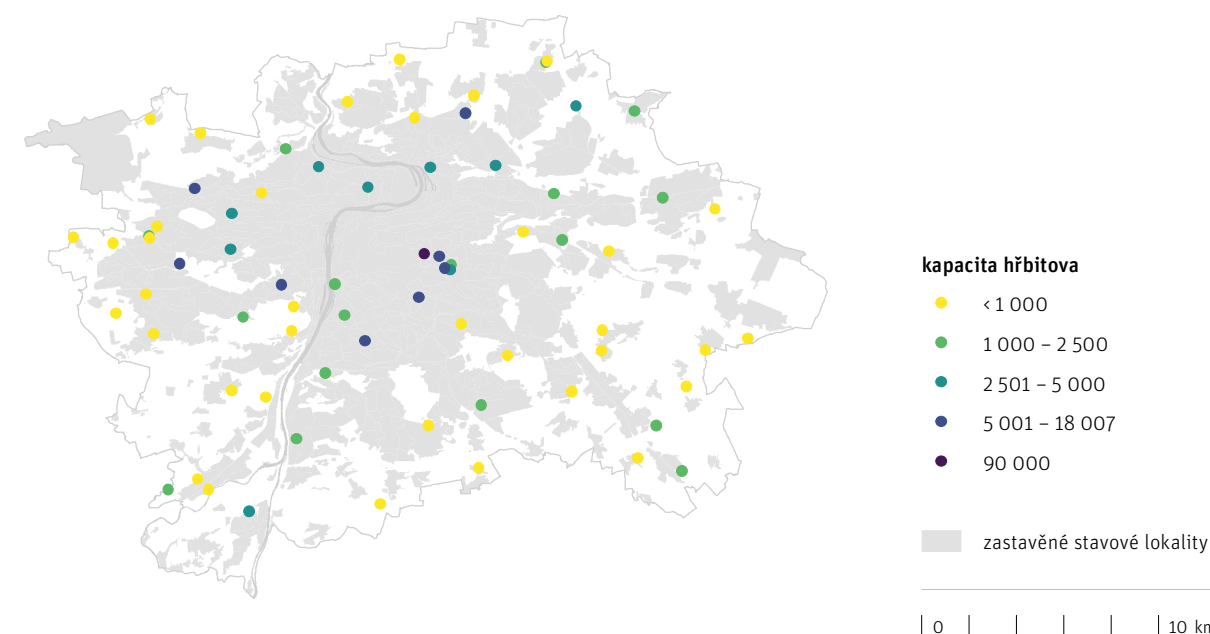 kapacita hřbitova
< 1 000
1 000 – 2 500
2 501 – 5 000
5 001 – 18 007
90 000
zastavěné stavové lokality
0 10 km